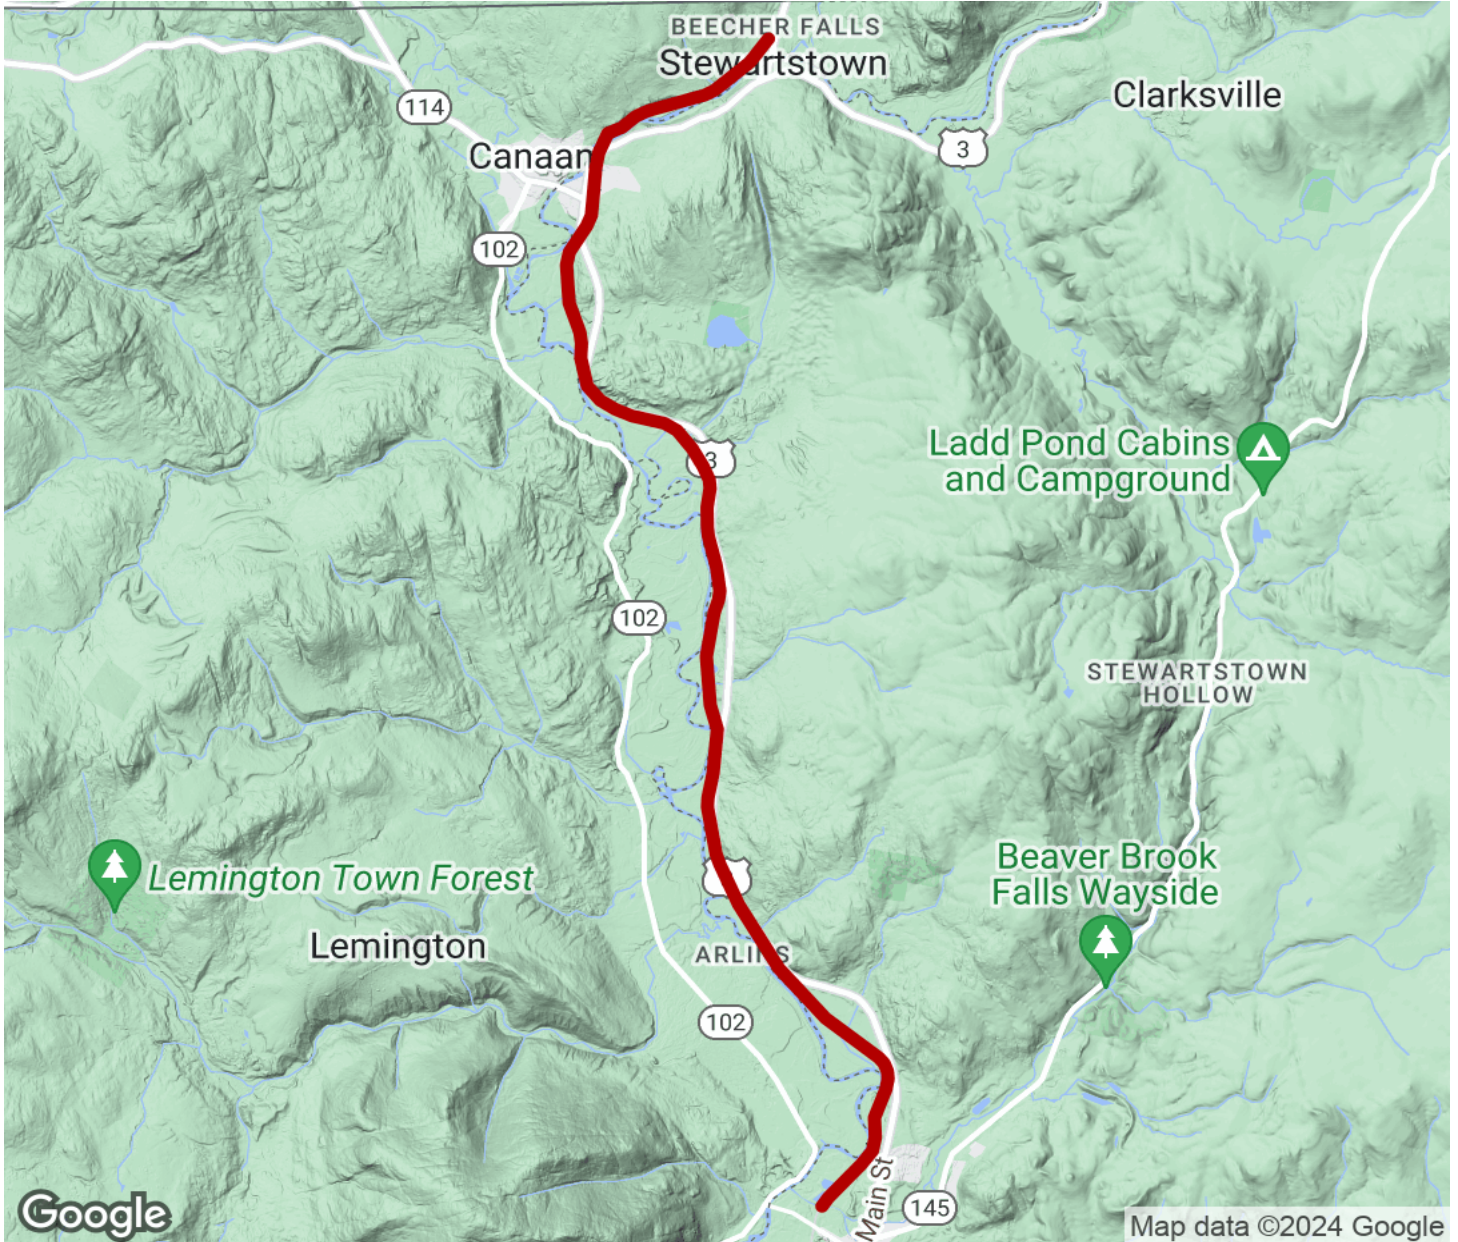 BEECHER FALLS
Stewartstown
Clarksville
114
3
Canaan
102
Ladd Pond Cabins
and Campground
3
102
STEWARTSTOWN
HOLLOW
Beaver Brook
Falls Wayside
Lemington Town Forest
Lemington
102
Main St
145
Google
Map data ©2024 Google